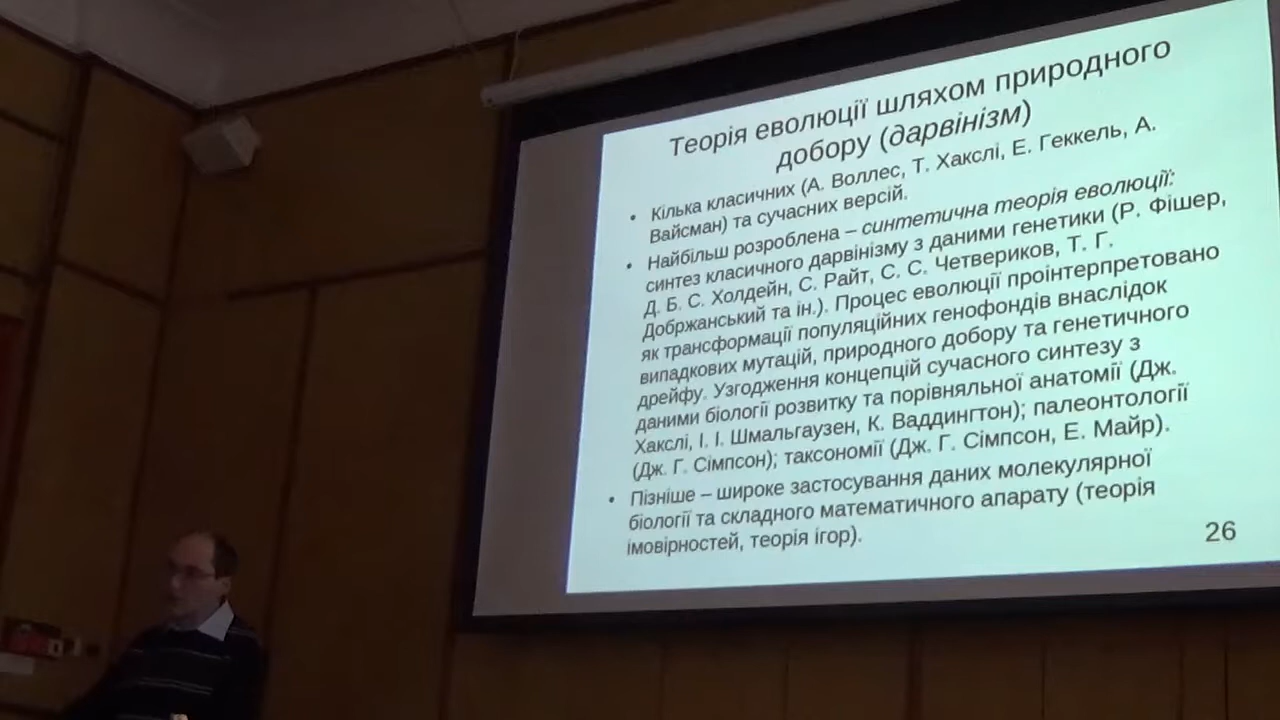 Теорія еволюції шляхом природного
добору (дарвінізм)
• Кілька класичних (А. Воллес, Т. Хакслі, Е. Геккель, А.
Вайсман) та сучасних версій.
• Найбільш розроблена – синтетична теорія еволюції:
синтез класичного дарвінізму з даними генетики (Р. Фішер,
Д. Б. С. Холдейн, С. Райт, С. С. Четвериков, Т. Г.
Добржанський та ін.). Процес еволюції проінтерпретовано
як трансформації популяційних генофондів внаслідок
випадкових мутацій, природного добору та генетичного
дрейфу. Узгодження концепцій сучасного синтезу з
даними біології розвитку та порівняльної анатомії (Дж.
Хакслі, І. І. Шмальгаузен, К. Ваддингтон); палеонтології
(Дж. Г. Сімпсон); таксономії (Дж. Г. Сімпсон, Е. Майр).
• Пізніше – широке застосування даних молекулярної
біології та складного математичного апарату (теорія
імовірностей, теорія ігор).
26